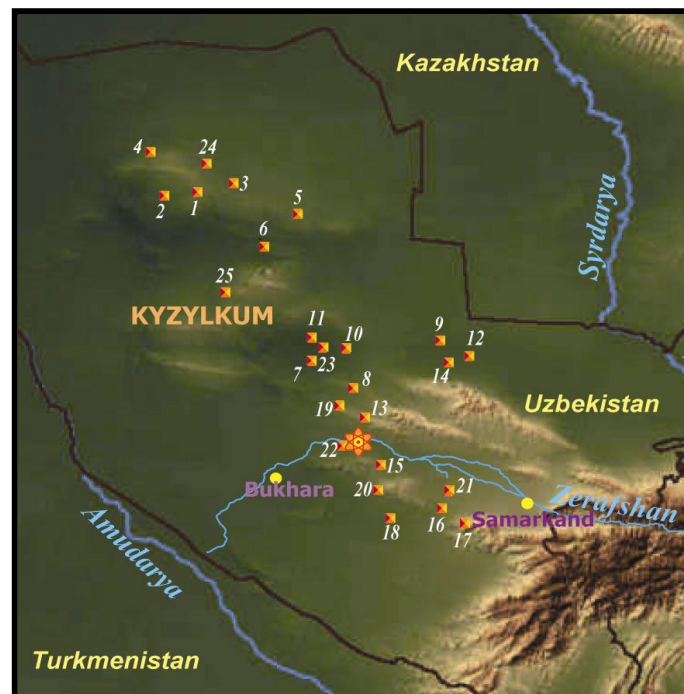 Kazakhstan
4
24
3
2
1
5
6
Syrdarya
25
KYZYLKUM
11
10
9
12
7
23
14
8
19
13
Uzbekistan
22
15
Bukhara
20
21
Zerafshan
16
Samarkand
18
17
Amudarya
Turkmenistan